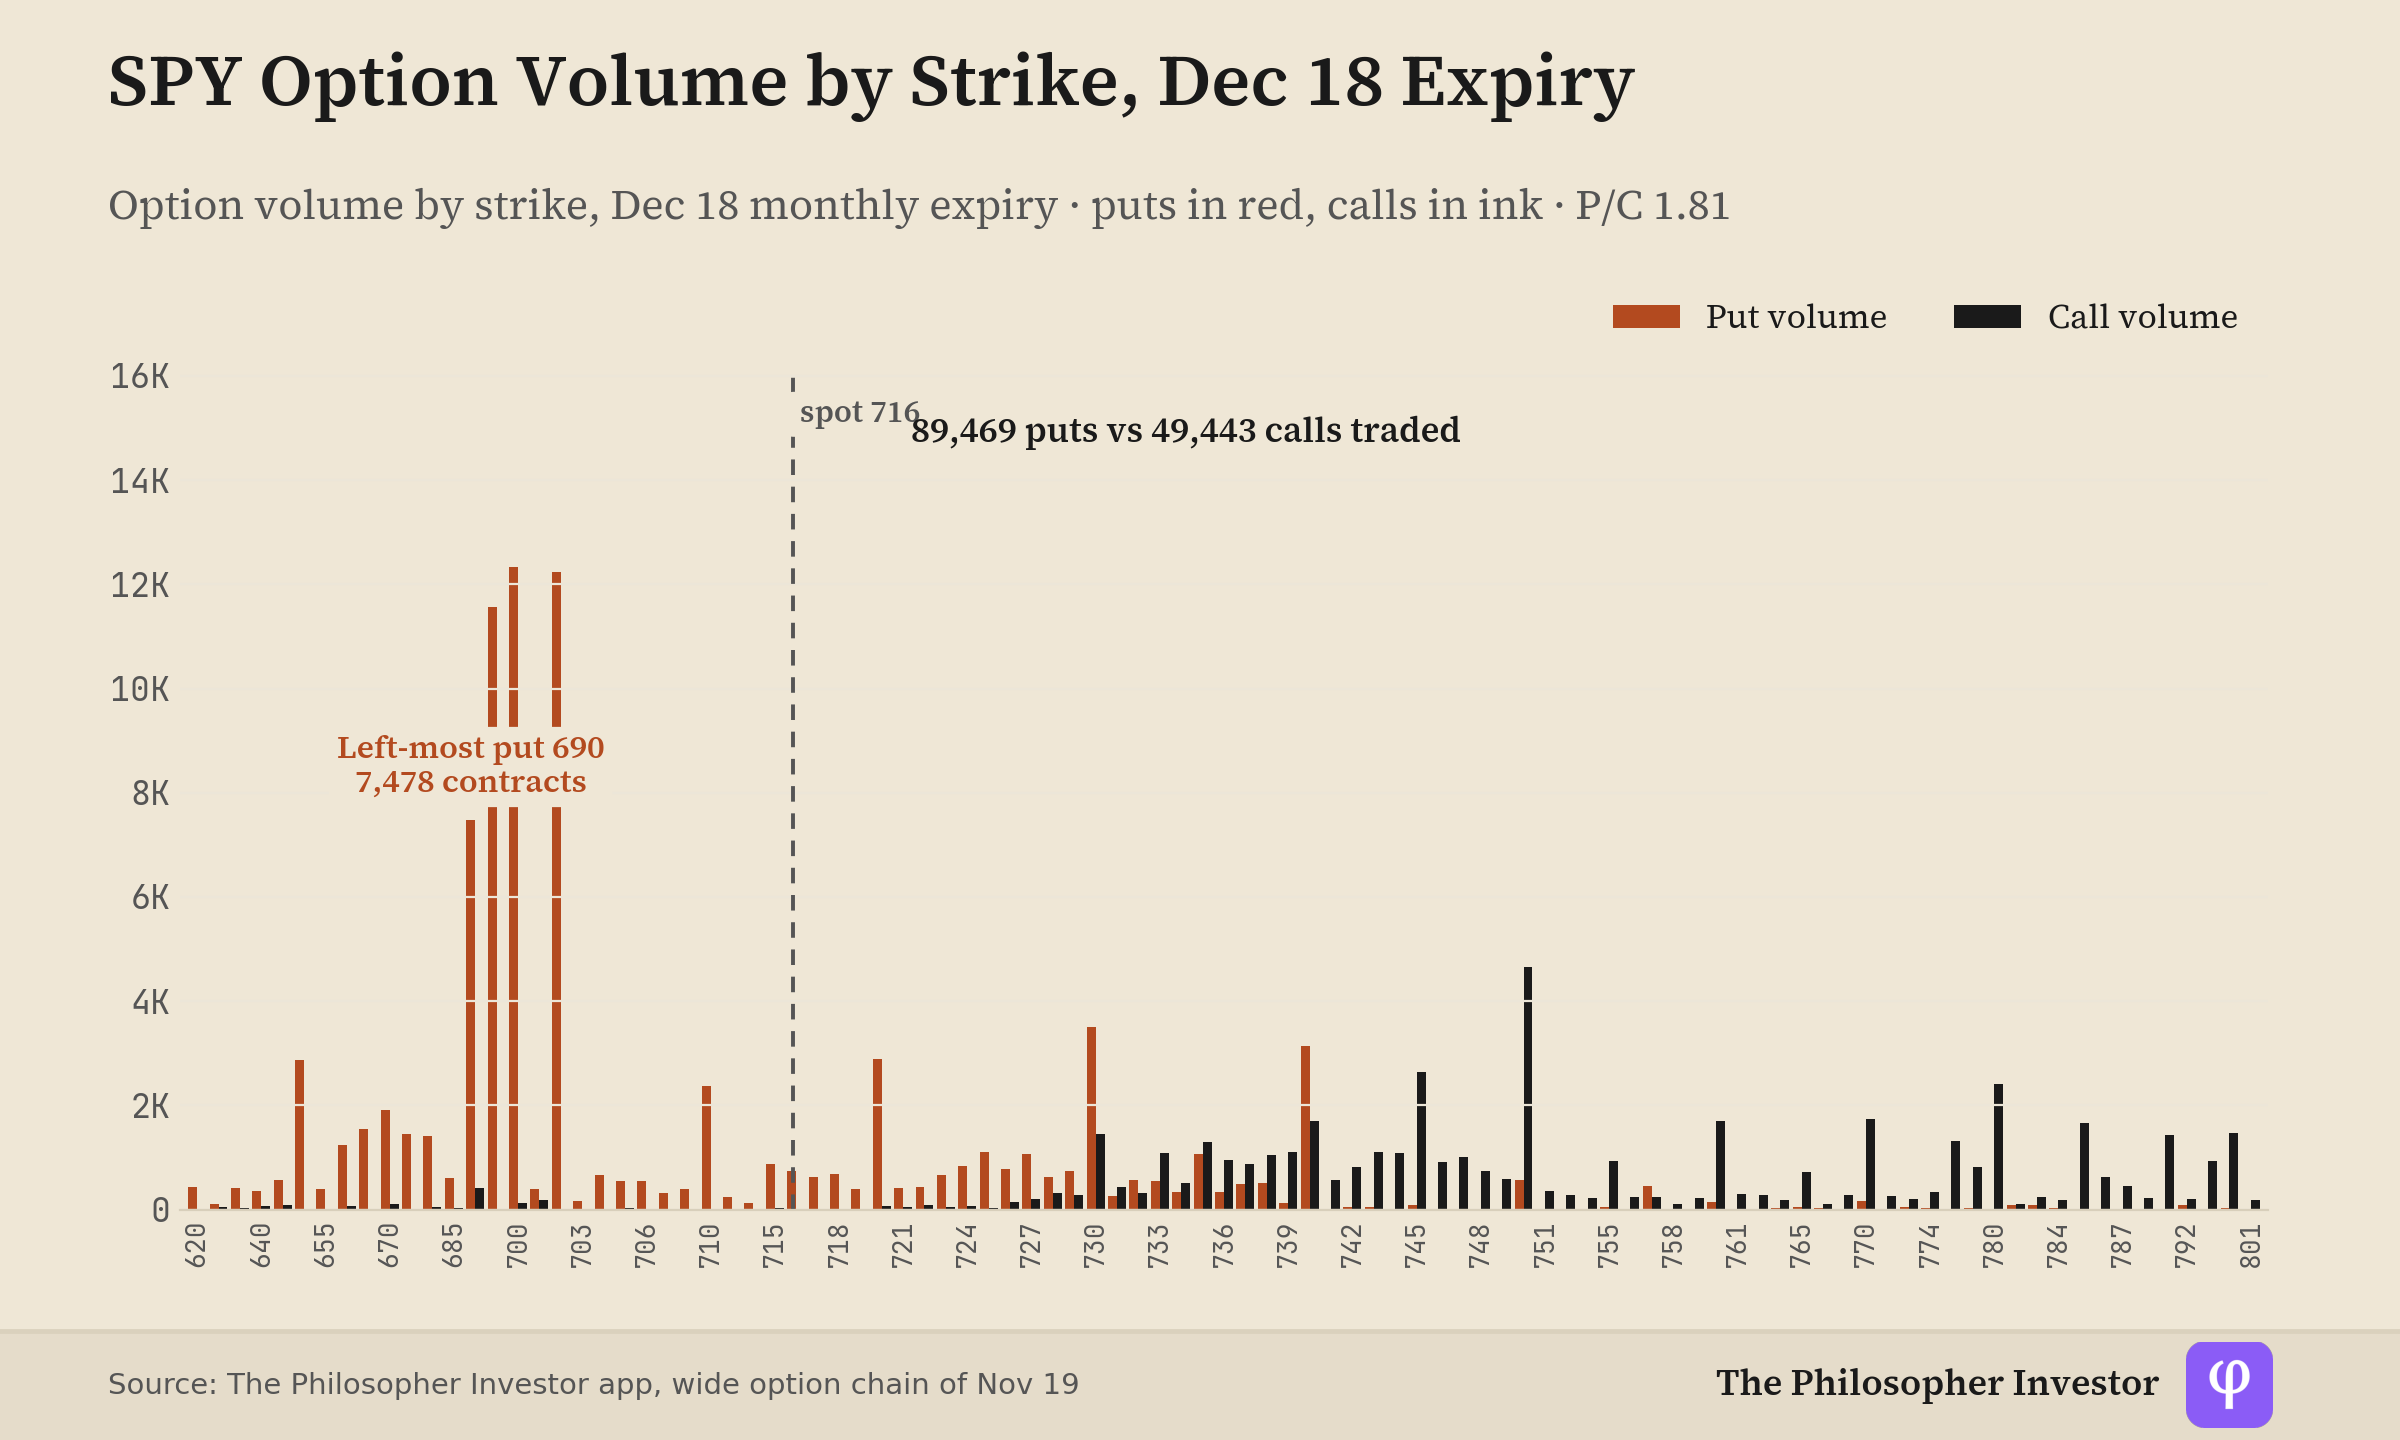 SPY Option Volume by Strike, Dec 18 Expiry
Option volume by strike, Dec 18 monthly expiry · puts in red, calls in ink · P/C 1.81
Put volume
Call volume
16K
spot 716
89,469 puts vs 49,443 calls traded
14K
12K
10K
Left-most put 690
7,478 contracts
8K
6K
4K
2K
0
620 640 655 670 685 700 703 706 710 715 718 721 724 727 730 733 736 739 742 745 748 751 755 758 761 765 770 774 780 784 787 792 801
Source: The Philosopher Investor app, wide option chain of Nov 19
The Philosopher Investor
φ